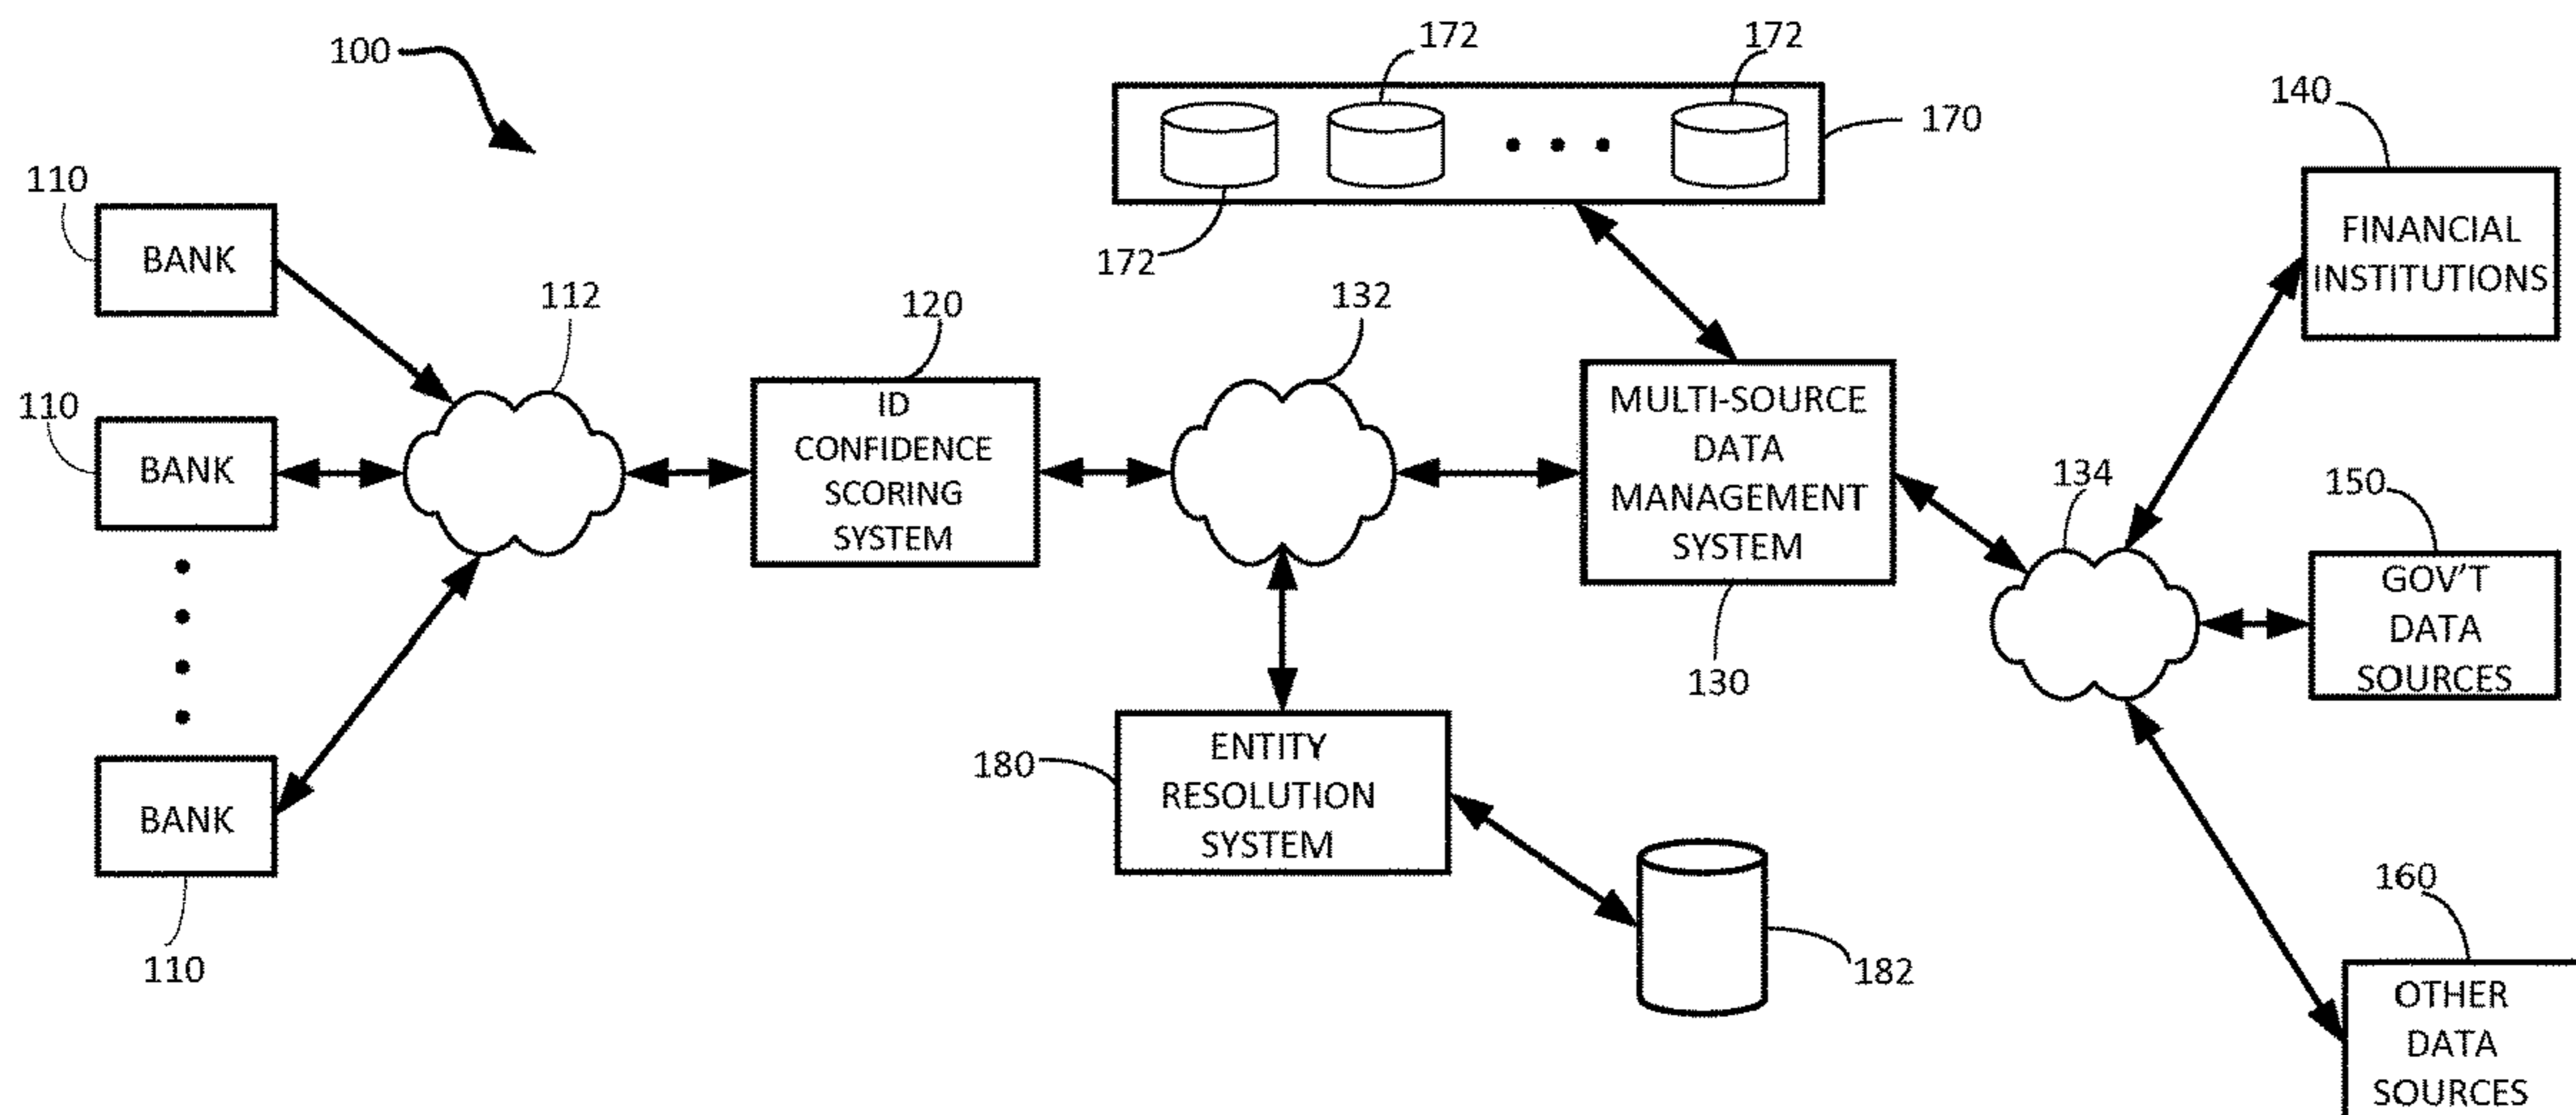 100
172
172
140
170
110
BANK
172
FINANCIAL
INSTITUTIONS
112
120
132
110
BANK
ID
CONFIDENCE
SCORING
SYSTEM
MULTI-SOURCE
DATA
MANAGEMENT
SYSTEM
134
150
GOV'T
DATA
SOURCES
130
180
ENTITY
RESOLUTION
SYSTEM
BANK
110
182
160
OTHER
DATA
SOURCES